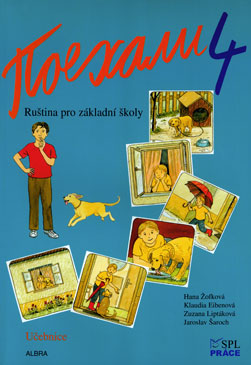 Поехали 4
Ruština pro základní školy
Hana Žofková
Klaudia Eibenová
Zuzana Liptáková
Jaroslav Šaroch
Učebnice
ALBRA
SPL
PRÁCE